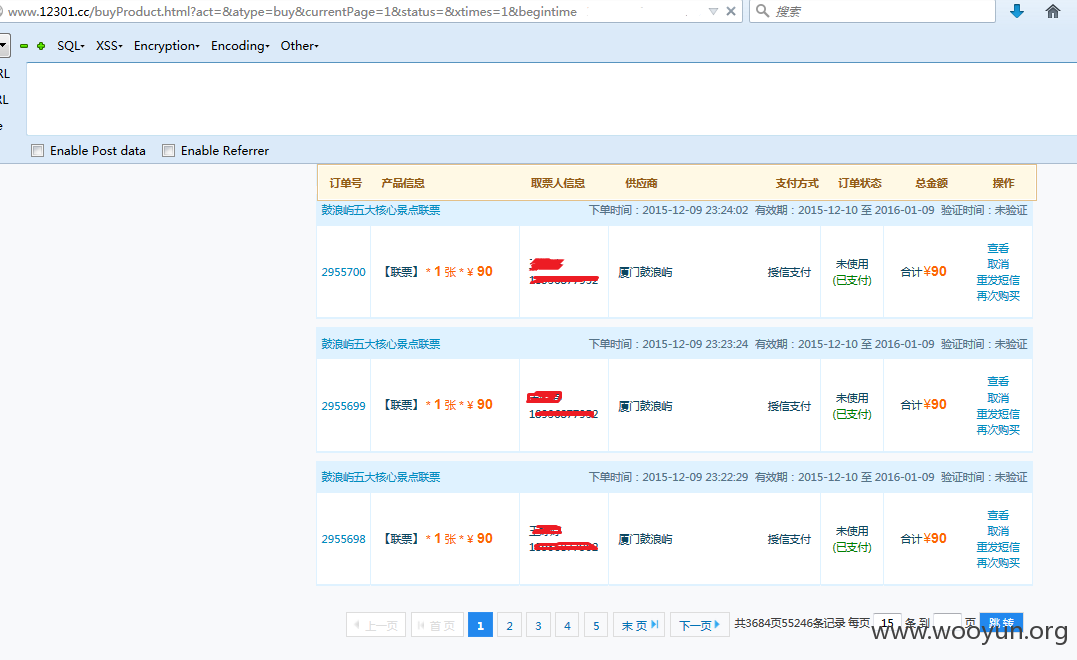 www.12301.cc/buyProduct.html?act=&atype=buy&currentPage=1&status=&xtimes=1&begintime
搜索
SQL XSS Encryption Encoding Other
RL
RL
e
Enable Post data Enable Referrer
订单号 产品信息 取票人信息 供应商 支付方式 订单状态 总金额 操作
鼓浪屿五大核心景点联票 下单时间：2015-12-09 23:24:02 有效期：2015-12-10 至 2016-01-09 验证时间：未验证
2955700 【联票】 * 1 张 * ¥ 90 厦门鼓浪屿 授信支付 未使用 (已支付) 合计¥90 查看 取消 重发短信 再次购买
鼓浪屿五大核心景点联票 下单时间：2015-12-09 23:23:24 有效期：2015-12-10 至 2016-01-09 验证时间：未验证
2955699 【联票】 * 1 张 * ¥ 90 厦门鼓浪屿 授信支付 未使用 (已支付) 合计¥90 查看 取消 重发短信 再次购买
鼓浪屿五大核心景点联票 下单时间：2015-12-09 23:22:29 有效期：2015-12-10 至 2016-01-09 验证时间：未验证
2955698 【联票】 * 1 张 * ¥ 90 厦门鼓浪屿 授信支付 未使用 (已支付) 合计¥90 查看 取消 重发短信 再次购买
上一页 首 页 1 2 3 4 5 末 页 下一页 共3684页55246条记录 每页 15 条 到 页 跳 转
www.wooyun.org